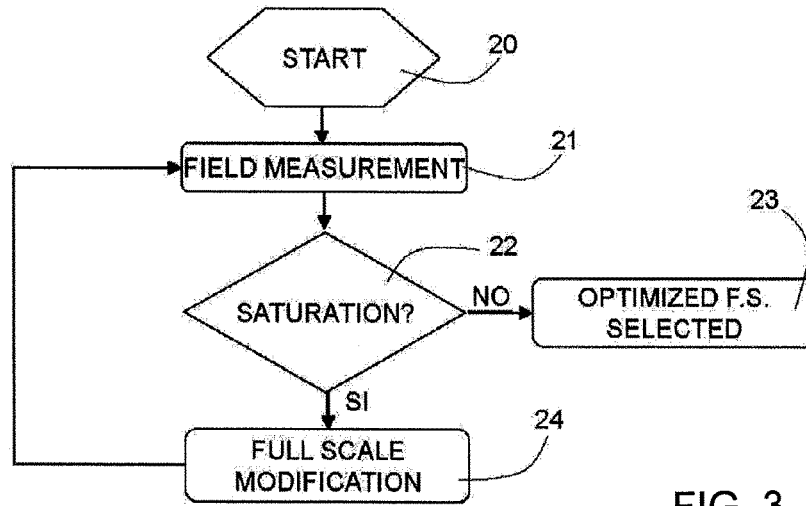 START
20
FIELD MEASUREMENT
21
22
SATURATION?
NO
23
OPTIMIZED F.S.
SELECTED
SI
24
FULL SCALE
MODIFICATION
FIG. 3